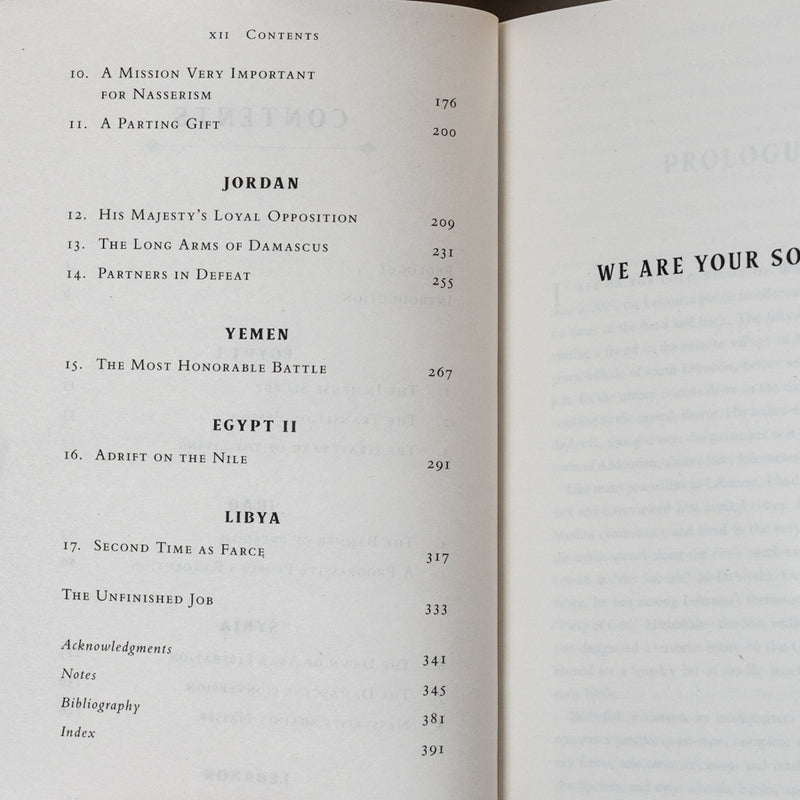 XII CONTENTS
10. A MISSION VERY IMPORTANT
FOR NASSERISM 176
11. A PARTING GIFT 200
JORDAN
12. HIS MAJESTY'S LOYAL OPPOSITION 209
13. THE LONG ARMS OF DAMASCUS 231
14. PARTNERS IN DEFEAT 255
YEMEN
15. THE MOST HONORABLE BATTLE 267
EGYPT II
16. ADRIFT ON THE NILE 291
LIBYA
17. SECOND TIME AS FARCE 317
THE UNFINISHED JOB 333
Acknowledgments 341
Notes 345
Bibliography 381
Index 391
WE ARE YOUR SO